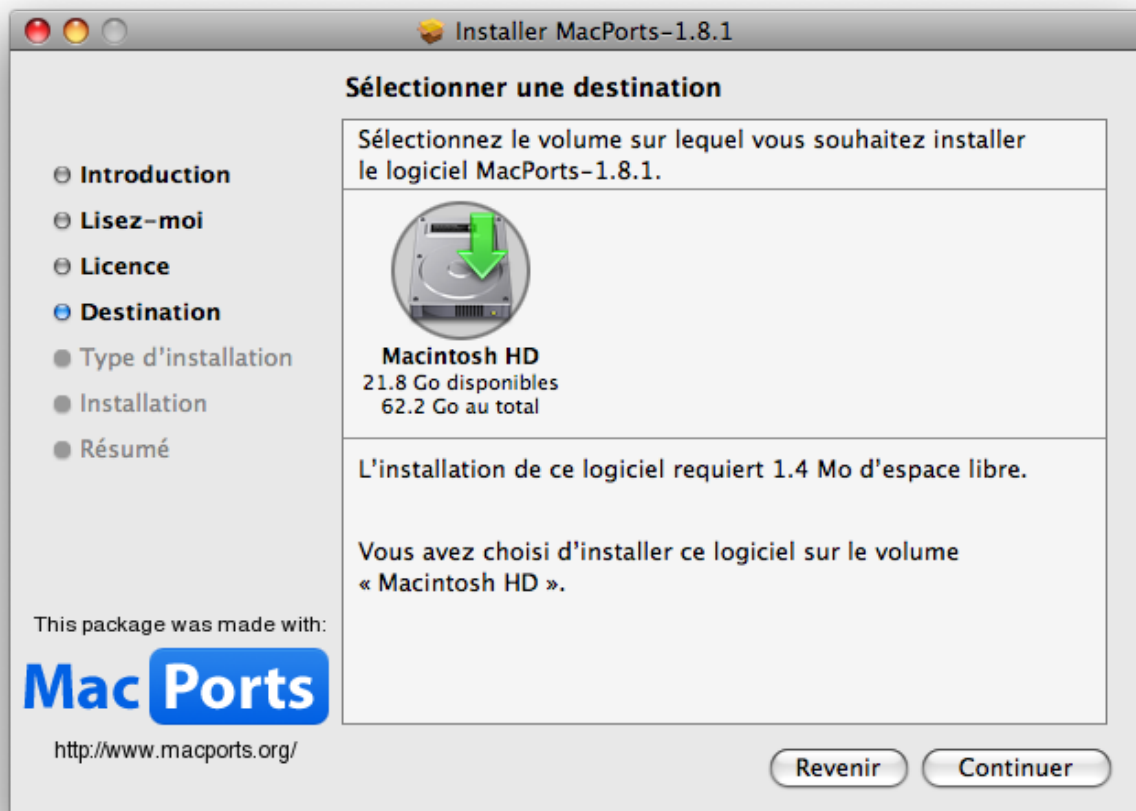 Installer MacPorts-1.8.1
Sélectionner une destination
Introduction
Lisez-moi
Licence
Destination
Type d'installation
Installation
Résumé
Sélectionnez le volume sur lequel vous souhaitez installer
le logiciel MacPorts-1.8.1.
Macintosh HD
21.8 Go disponibles
62.2 Go au total
L'installation de ce logiciel requiert 1.4 Mo d'espace libre.
Vous avez choisi d'installer ce logiciel sur le volume
« Macintosh HD ».
This package was made with:
Mac Ports
http://www.macports.org/
Revenir
Continuer